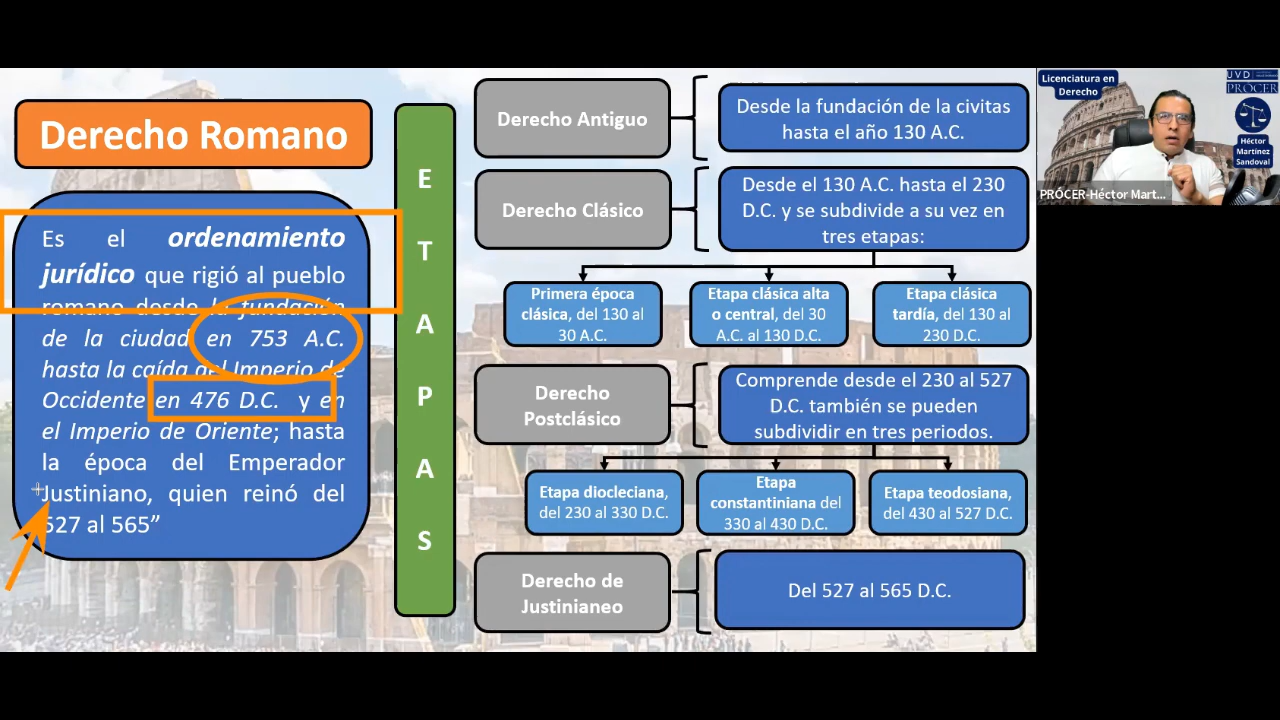 Derecho Romano
Es el ordenamiento
jurídico que rigió al pueblo
romano desde la fundación
de la ciudad en 753 A.C.
hasta la caída del Imperio de
Occidente en 476 D.C. y en
el Imperio de Oriente; hasta
la época del Emperador
Justiniano, quien reinó del
527 al 565”
E
T
A
P
A
S
Derecho Antiguo
Desde la fundación de la civitas
hasta el año 130 A.C.
Derecho Clásico
Desde el 130 A.C. hasta el 230
D.C. y se subdivide a su vez en
tres etapas:
Primera época
clásica, del 130 al
30 A.C.
Etapa clásica alta
o central, del 30
A.C. al 130 D.C.
Etapa clásica
tardía, del 130 al
230 D.C.
Derecho
Postclásico
Comprende desde el 230 al 527
D.C. también se pueden
subdividir en tres periodos.
Etapa diocleciana,
del 230 al 330 D.C.
Etapa
constantiniana del
330 al 430 D.C.
Etapa teodosiana,
del 430 al 527 D.C.
Derecho de
Justinianeo
Del 527 al 565 D.C.
Licenciatura en
Derecho
UVD
PRÓCER
Héctor
Martínez
Sandoval
PRÓCER-Héctor Mart...